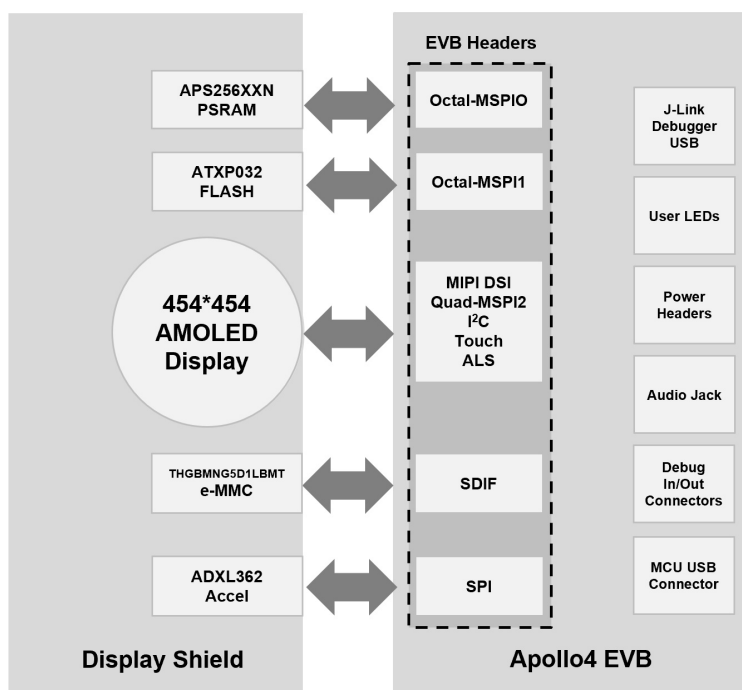 EVB Headers
APS256XXN
PSRAM
Octal-MSPIO
J-Link
Debugger
USB
ATXP032
FLASH
Octal-MSPI1
User LEDs
454*454
AMOLED
Display
MIPI DSI
Quad-MSPI2
I²C
Touch
ALS
Power
Headers
Audio Jack
THGBMNG5D1LBMT
e-MMC
SDIF
Debug
In/Out
Connectors
ADXL362
Accel
SPI
MCU USB
Connector
Display Shield
Apollo4 EVB